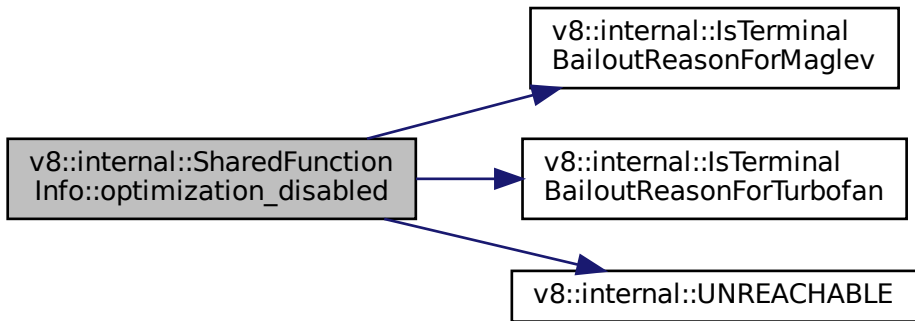 v8::internal::IsTerminal
BailoutReasonForMaglev
v8::internal::SharedFunction
Info::optimization_disabled
v8::internal::IsTerminal
BailoutReasonForTurbofan
v8::internal::UNREACHABLE